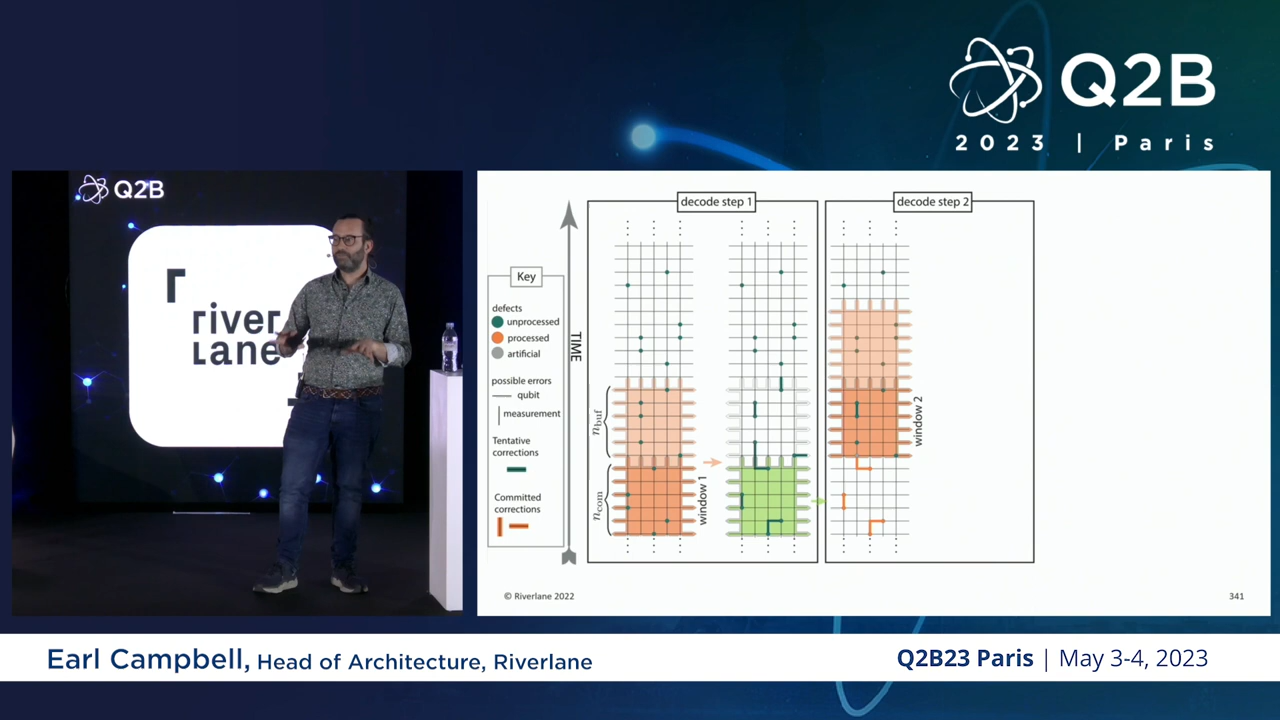 Q2B
2023 | Paris
Q2B
river
Lane
decode step 1
decode step 2
Key
defects
unprocessed
processed
artificial
possible errors
qubit
measurement
Tentative
corrections
Committed
corrections
TIME
n_buf
n_com
window 1
window 2
© Riverlane 2022
341
Earl Campbell, Head of Architecture, Riverlane
Q2B23 Paris | May 3-4, 2023